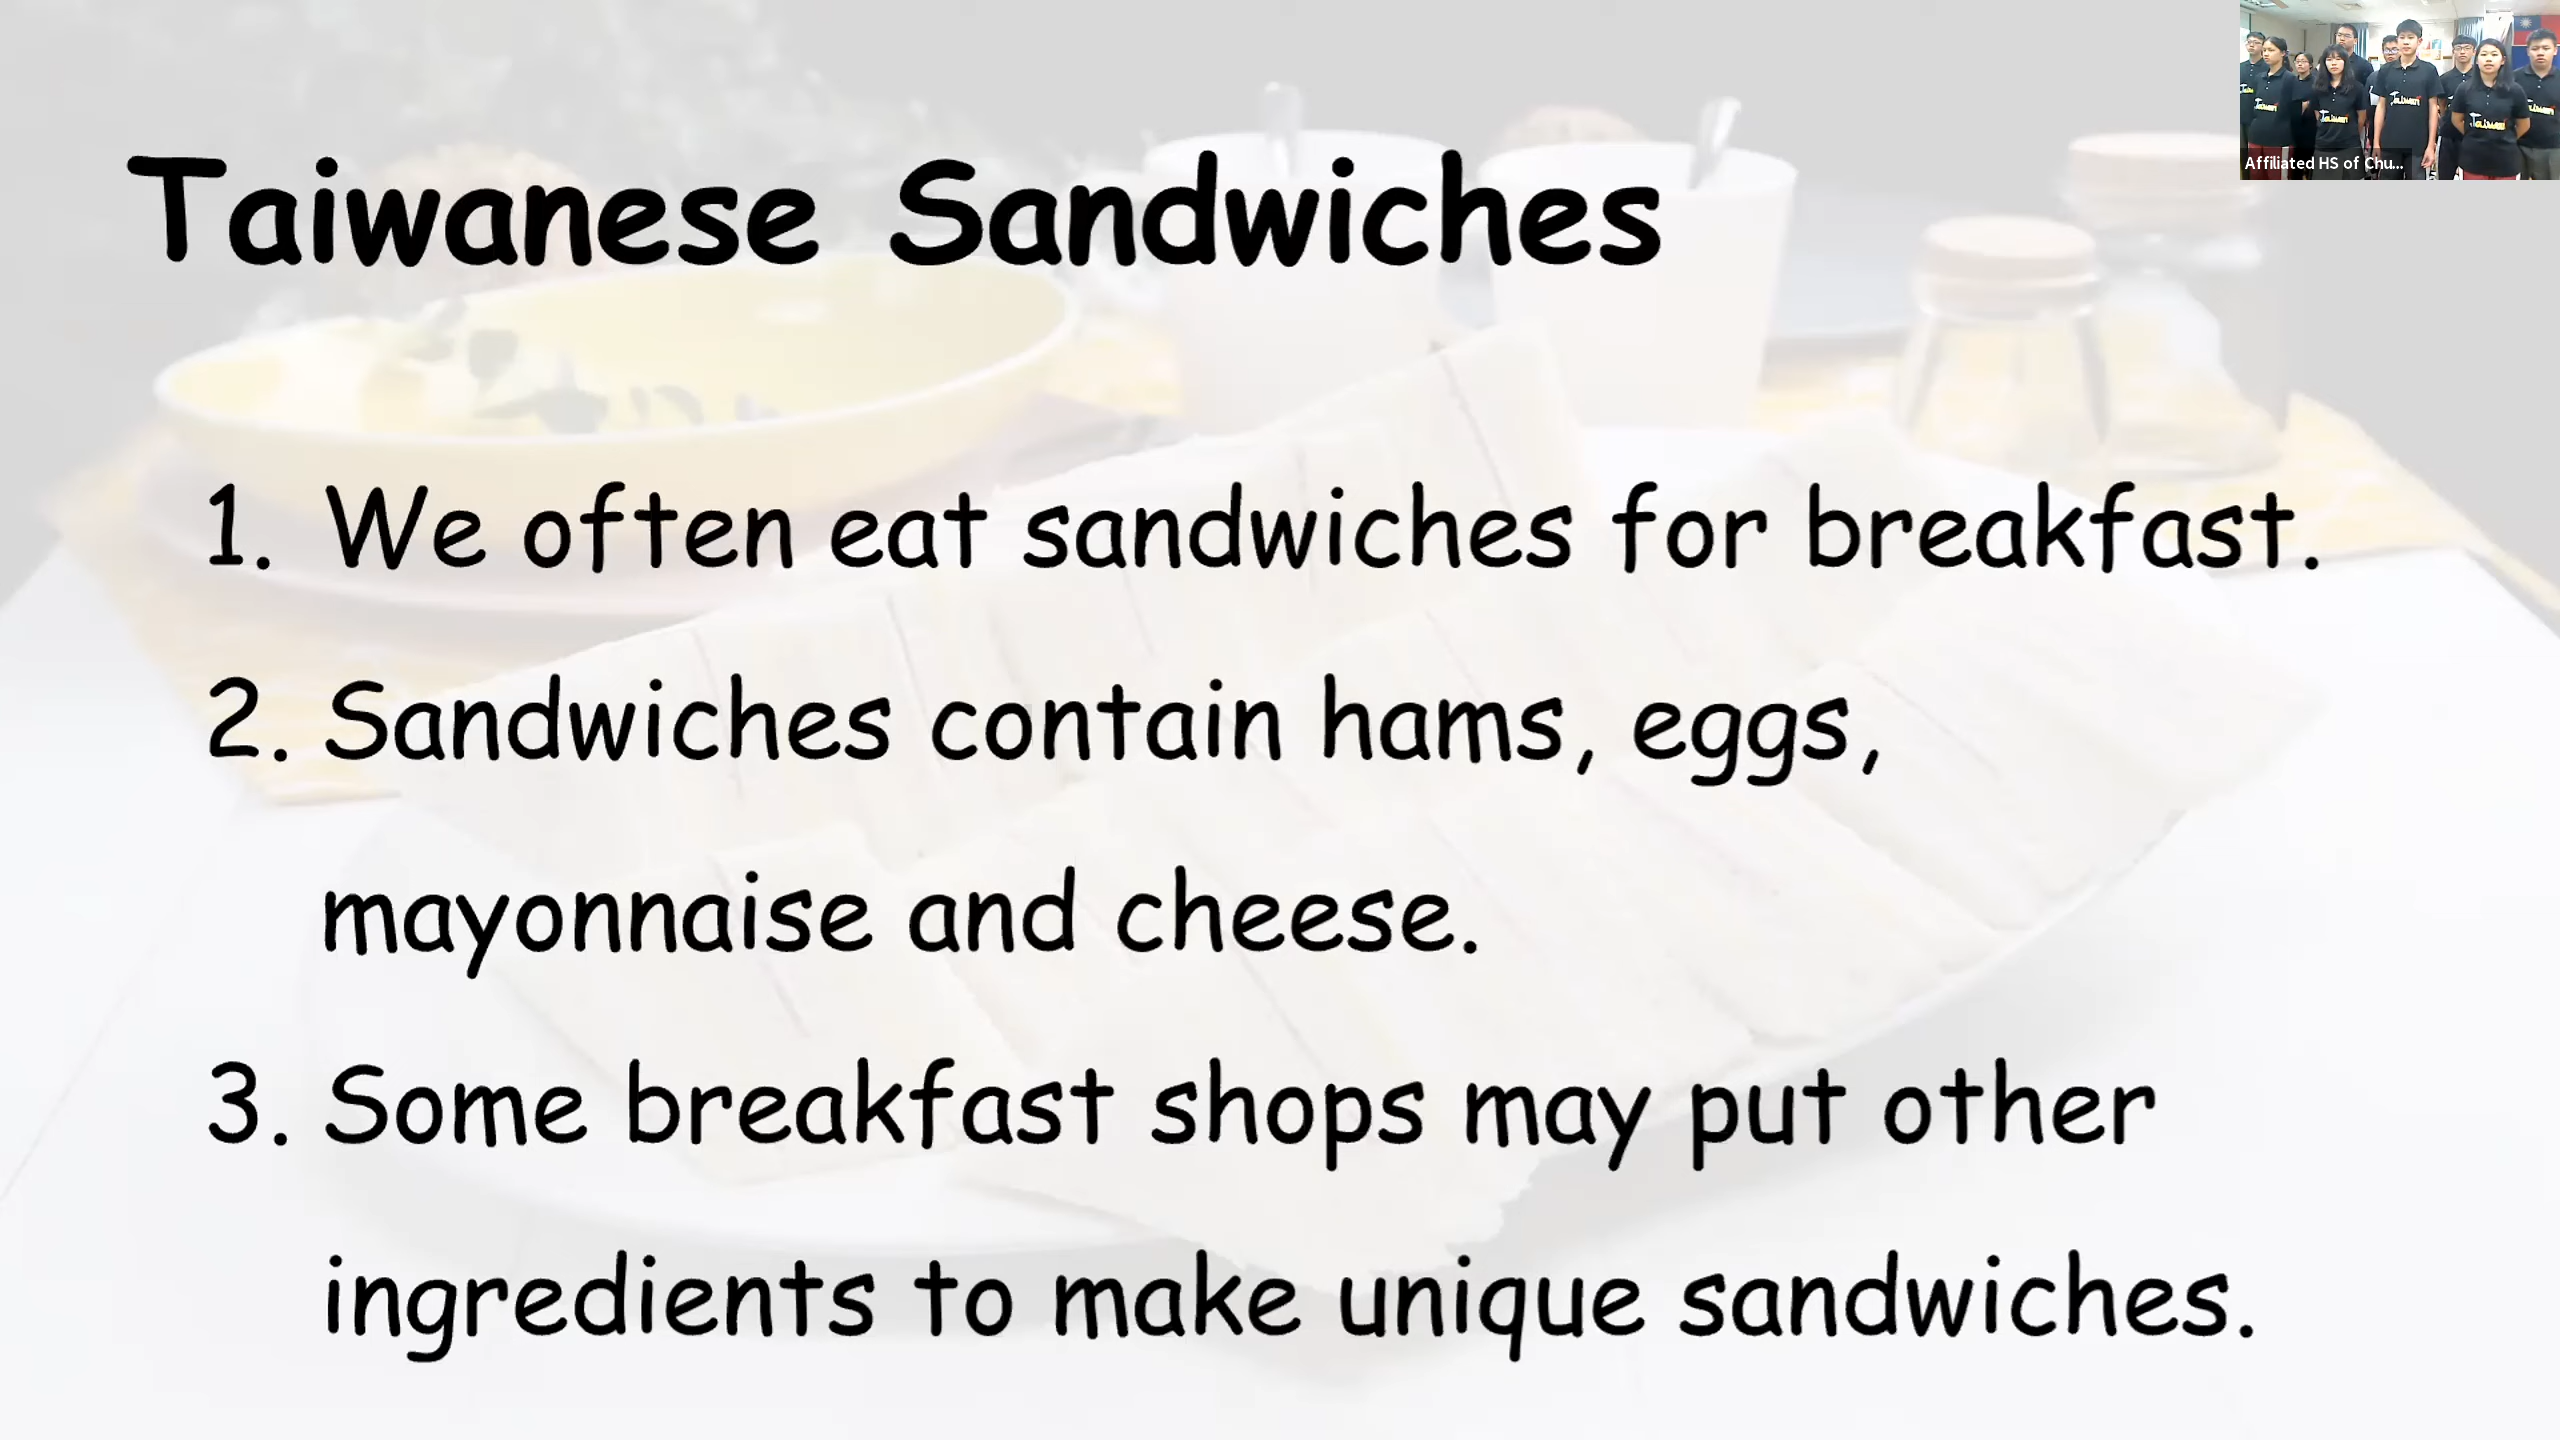 Affiliated HS of Chu...
Taiwanese Sandwiches
1. We often eat sandwiches for breakfast.
2. Sandwiches contain hams, eggs,
mayonnaise and cheese.
3. Some breakfast shops may put other
ingredients to make unique sandwiches.